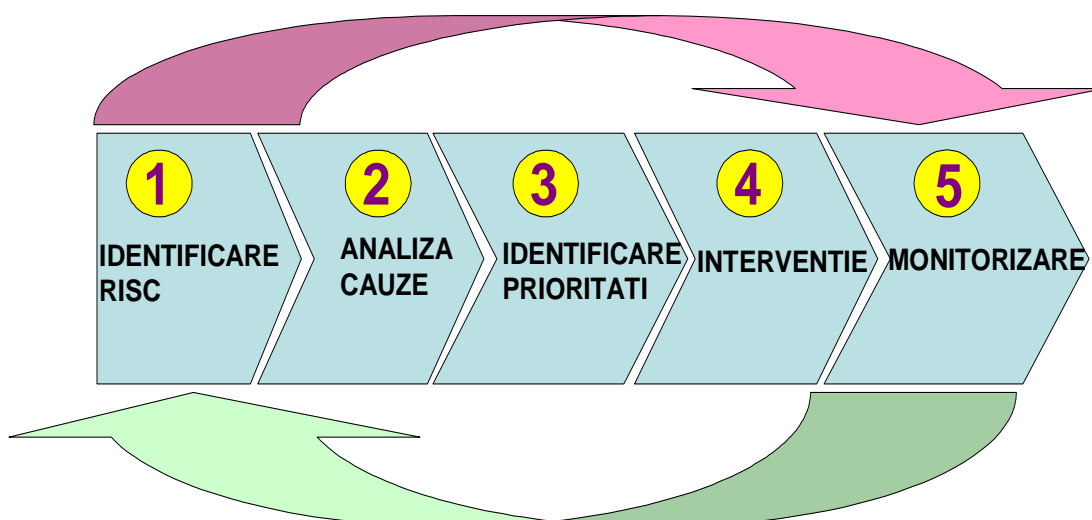 1
IDENTIFICARE
RISC
2
ANALIZA
CAUZE
3
IDENTIFICARE
PRIORITATI
4
INTERVENTIE
5
MONITORIZARE